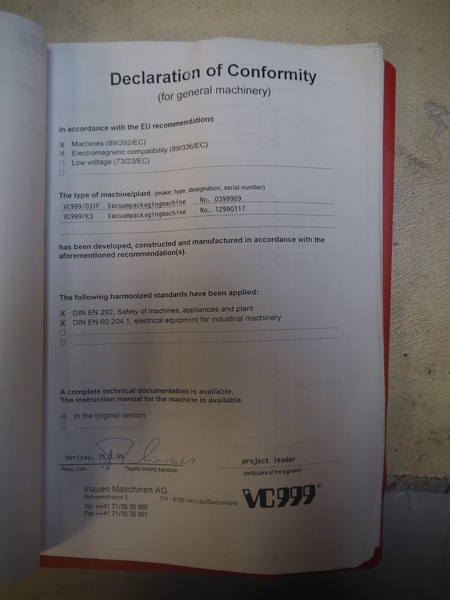 Declaration of Conformity
(for general machinery)
in accordance with the EU recommendations
X Machines (89/392/EC)
X Electromagnetic compatibility (89/336/EC)
Low voltage (73/23/EC)
The type of machine/plant (make, type, designation, serial number)
Vacuumpackagingmachine No. 0399989
VC999/K3 Vacuumpackagingmachine No. 12990117
has been developed, constructed and manufactured in accordance with the
aforementioned recommendation(s).
The following harmonized standards have been applied:
X DIN EN 292, Safety of machines, appliances and plant
X DIN EN 60 204.1, electrical equipment for industrial machinery
A complete technical documentation is available.
The instruction manual for the machine is available
X In the original version
Herisau,
project leader
Place, Date
legally binding signature
particulars of the signatory
Inauen Maschinen AG
CH - 9100 Herisau/Switzerland
VC999®
Tel. ++41 71/35 35 900
Fax ++41 71/35 35 901